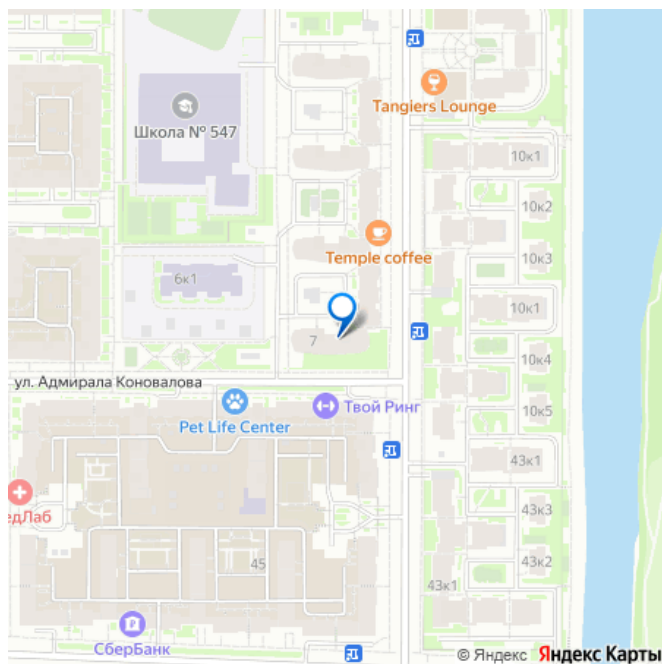 Tangiers Lounge
Школа № 547
10к1
10к2
Temple coffee
10к3
6к1
10к1
7
10к4
ул. Адмирала Коновалова
Твой Ринг
10к5
Pet Life Center
43к1
едЛаб
43к3
45
43к2
43к1
СберБанк
© Яндекс Яндекс Карты